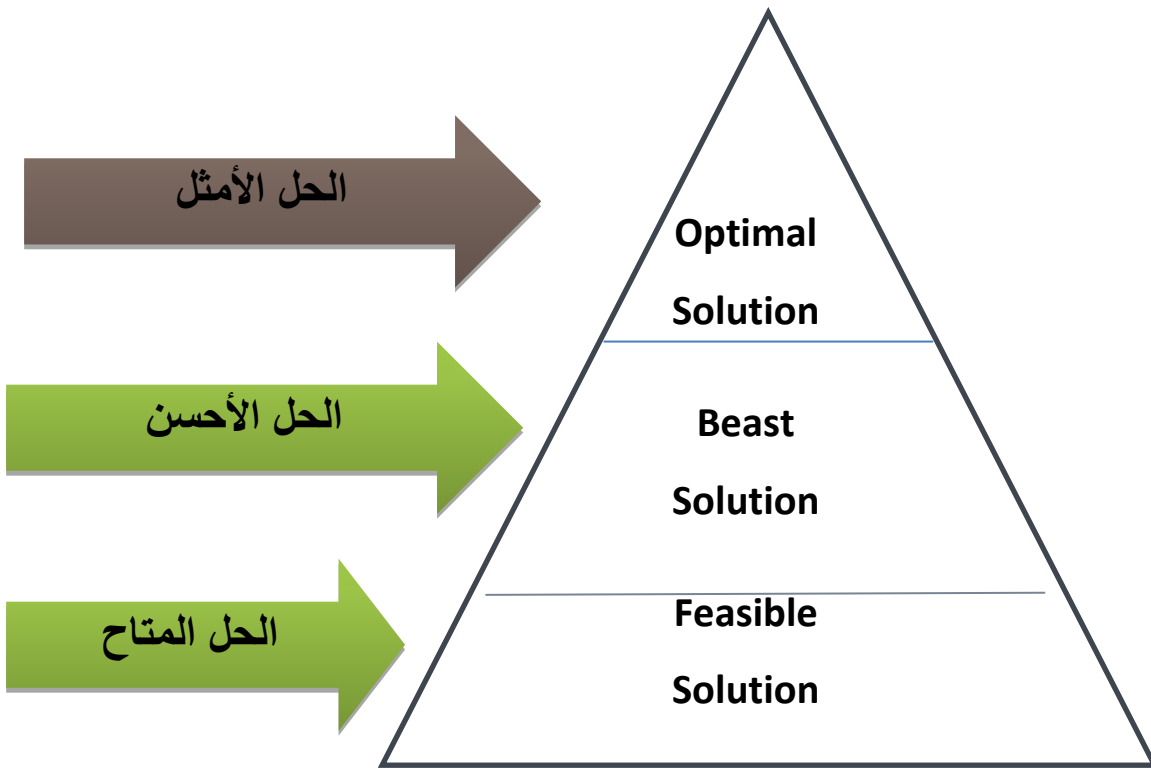 الحل الأمثل
Optimal
Solution
الحل الأحسن
Beast
Solution
الحل المتاح
Feasible
Solution